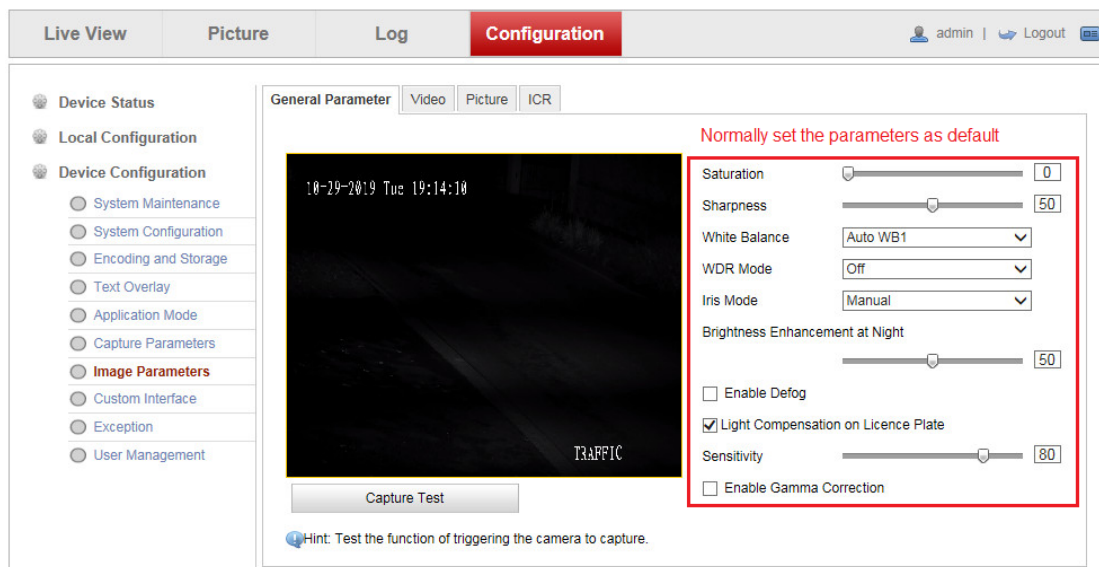 Live View Picture Log Configuration admin | Logout
Device Status
Local Configuration
Device Configuration
System Maintenance
System Configuration
Encoding and Storage
Text Overlay
Application Mode
Capture Parameters
Image Parameters
Custom Interface
Exception
User Management
General Parameter Video Picture ICR
Normally set the parameters as default
10-29-2019 Tue 19:14:10
TRAFFIC
Saturation 0
Sharpness 50
White Balance Auto WB1
WDR Mode Off
Iris Mode Manual
Brightness Enhancement at Night
50
Enable Defog
Light Compensation on Licence Plate
Sensitivity 80
Enable Gamma Correction
Capture Test
Hint: Test the function of triggering the camera to capture.